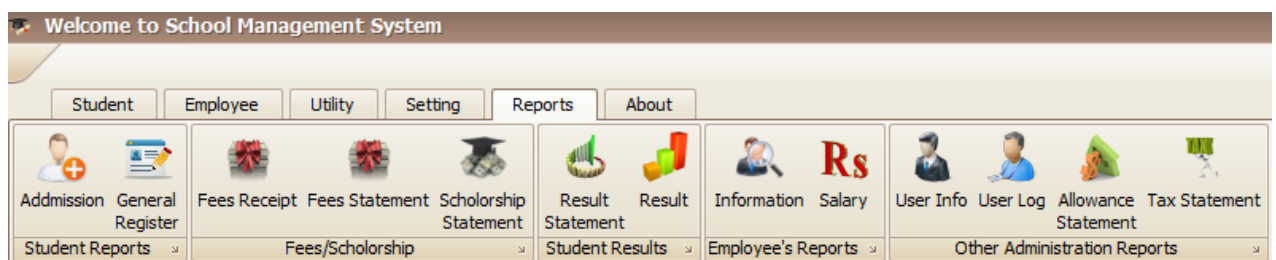 Welcome to School Management System
Student Employee Utility Setting Reports About
Addmission General Register Fees Receipt Fees Statement Scholorship Statement Result Statement Result Information Rs Salary User Info User Log Allowance Statement TAX Tax Statement
Student Reports Fees/Scholorship Student Results Employee's Reports Other Administration Reports